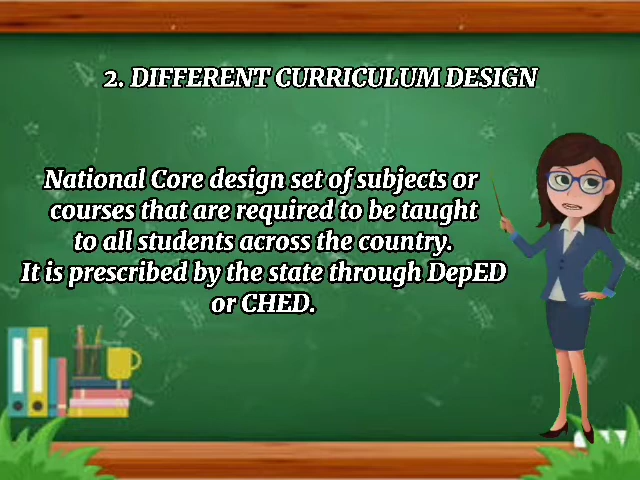 2. DIFFERENT CURRICULUM DESIGN
National Core design set of subjects or
courses that are required to be taught
to all students across the country.
It is prescribed by the state through DepED
or CHED.